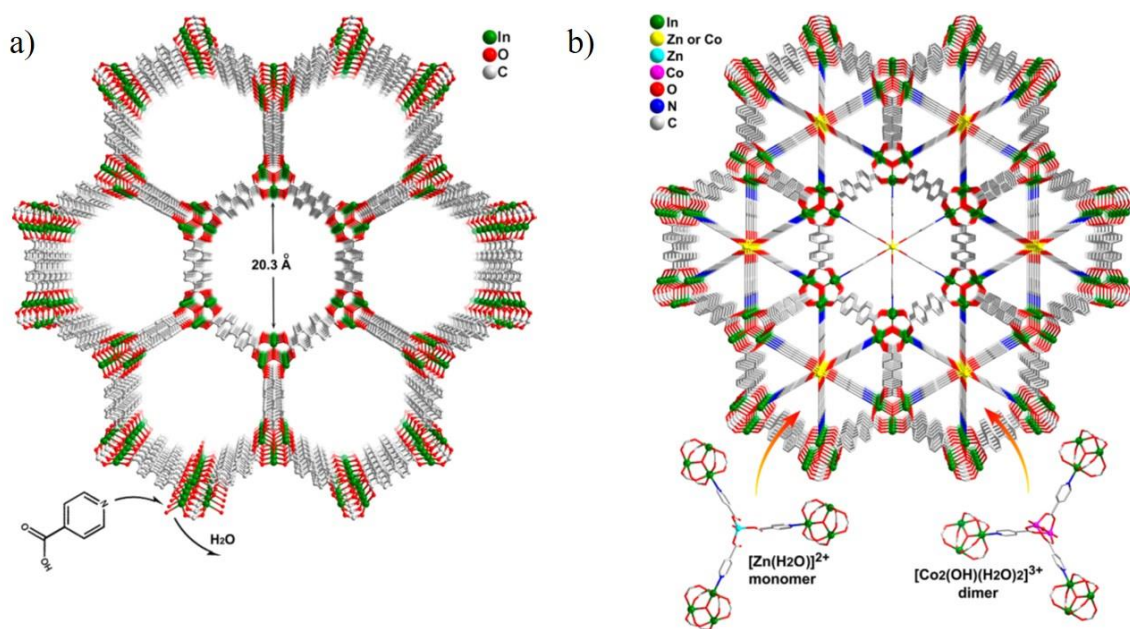 a)
In
O
C
20.3 Å
N
O
OH
H2O
b)
In
Zn or Co
Zn
Co
O
N
C
[Zn(H2O)]2+
monomer
[Co2(OH)(H2O)2]3+
dimer